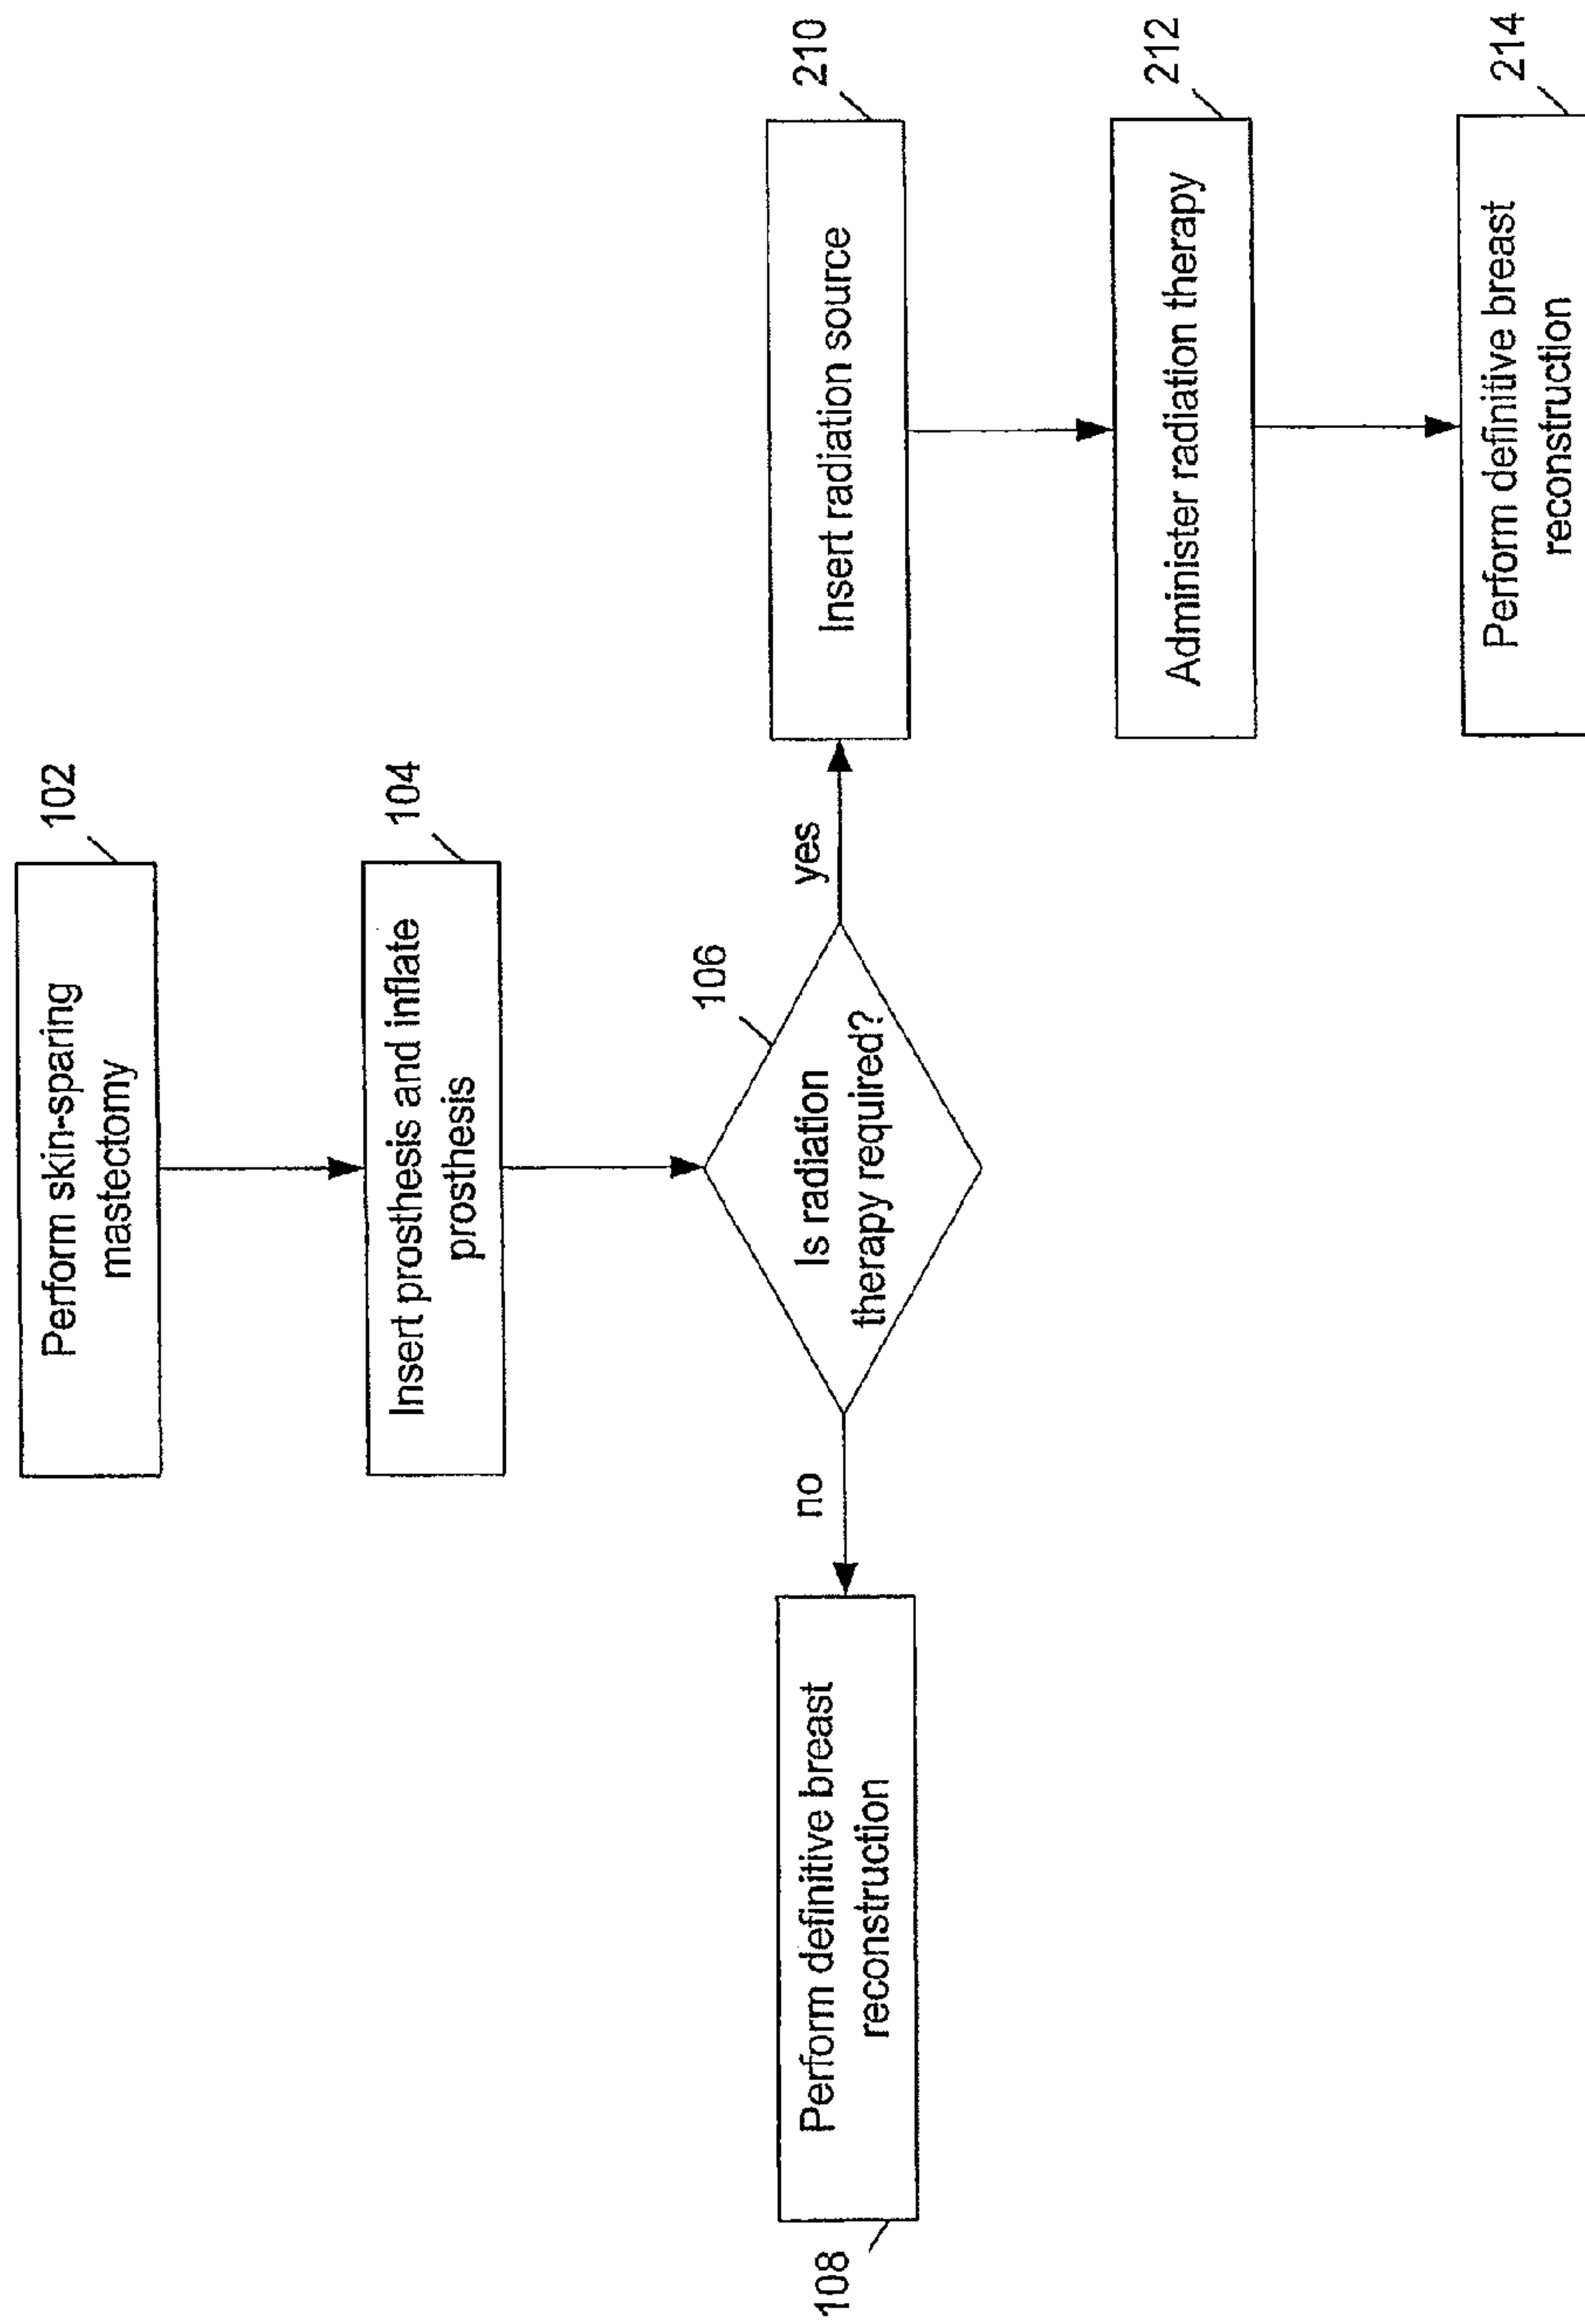 102
Perform skin-sparing
mastectomy
104
Insert prosthesis and inflate
prosthesis
106
Is radiation
therapy required?
no
yes
108
Perform definitive breast
reconstruction
210
Insert radiation source
212
Administer radiation therapy
214
Perform definitive breast
reconstruction